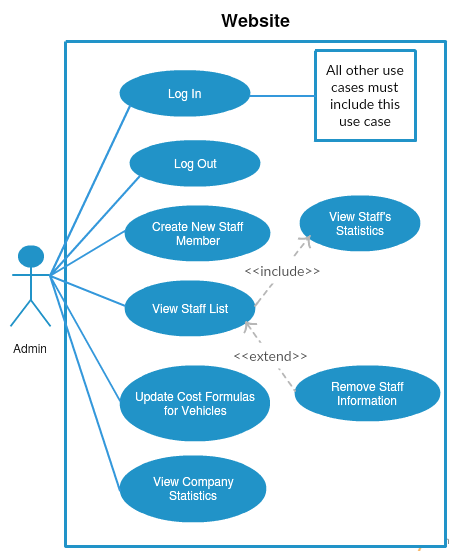 Website
Log In
All other use
cases must
include this
use case
Log Out
Create New Staff
Member
View Staff's
Statistics
<<include>>
View Staff List
Admin
<<extend>>
Update Cost Formulas
for Vehicles
Remove Staff
Information
View Company
Statistics